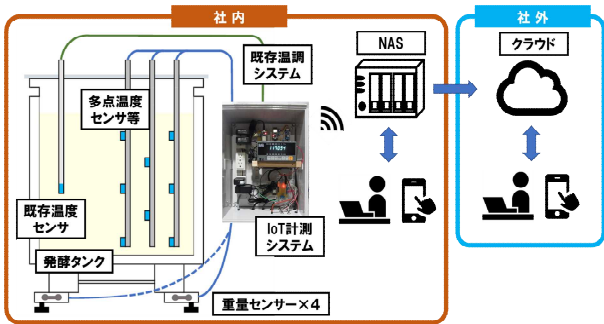 社内
社外
既存温調
システム
NAS
クラウド
多点温度
センサ等
既存温度
センサ
IoT計測
システム
発酵タンク
重量センサー×4